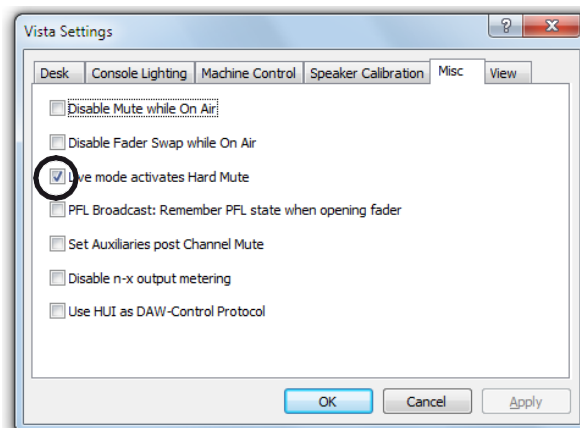 Vista Settings
Desk Console Lighting Machine Control Speaker Calibration Misc View
Disable Mute while On Air
Disable Fader Swap while On Air
Live mode activates Hard Mute
PFL Broadcast: Remember PFL state when opening fader
Set Auxiliaries post Channel Mute
Disable n-x output metering
Use HUI as DAW-Control Protocol
OK Cancel Apply